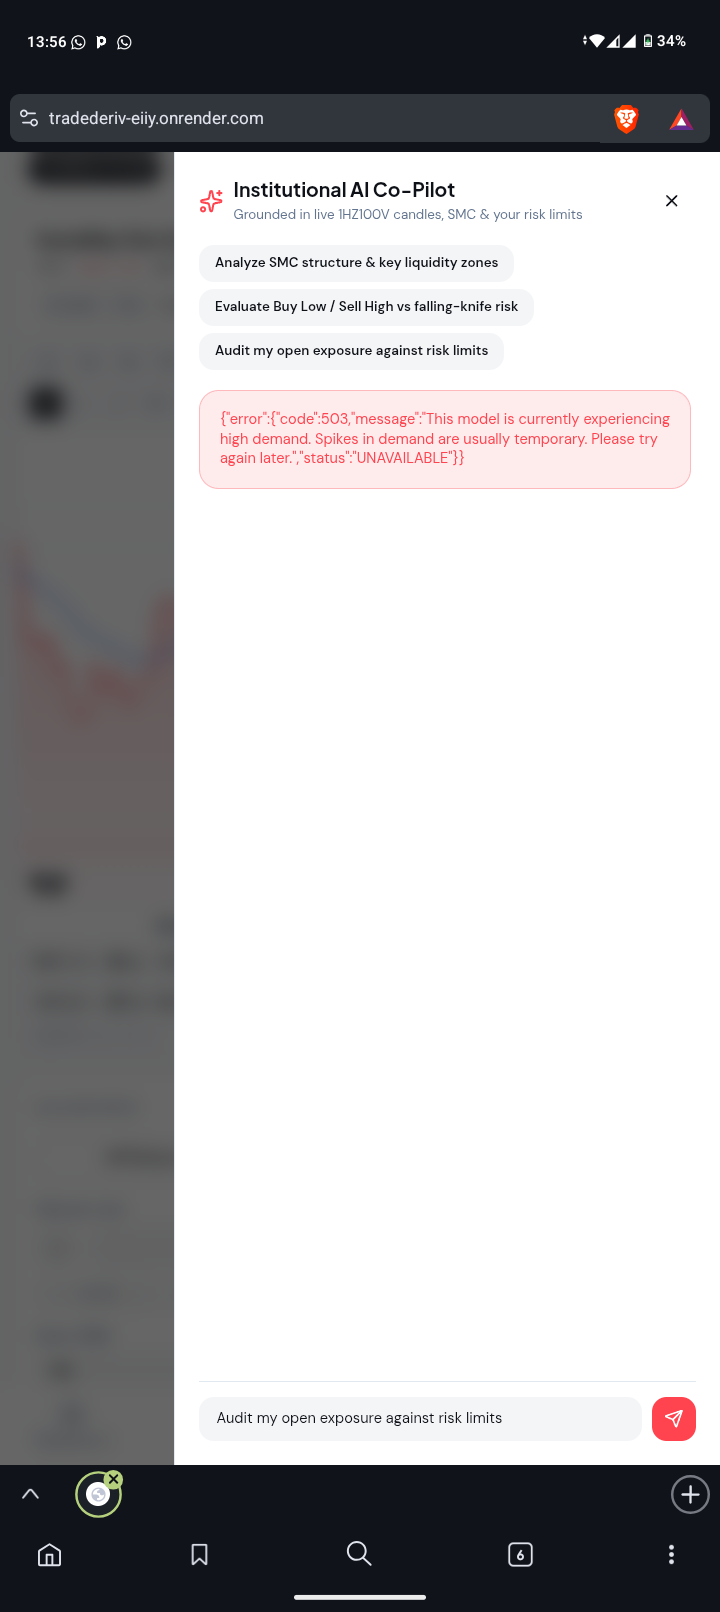 13:56
34%
tradederiv-eiiy.onrender.com
Institutional AI Co-Pilot
Grounded in live 1HZ100V candles, SMC & your risk limits
Analyze SMC structure & key liquidity zones
Evaluate Buy Low / Sell High vs falling-knife risk
Audit my open exposure against risk limits
{"error":{"code":503,"message":"This model is currently experiencing
high demand. Spikes in demand are usually temporary. Please try
again later.","status":"UNAVAILABLE"}}
Audit my open exposure against risk limits
6